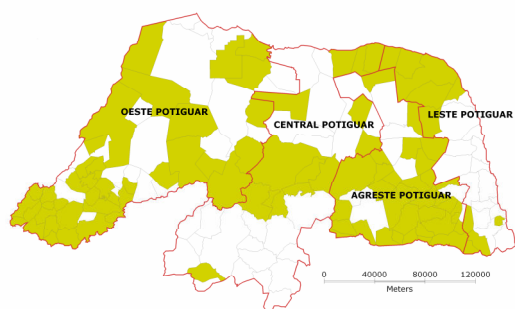 OESTE POTIGUAR
CENTRAL POTIGUAR
LESTE POTIGUAR
AGRESTE POTIGUAR
0 40000 80000 120000
Meters